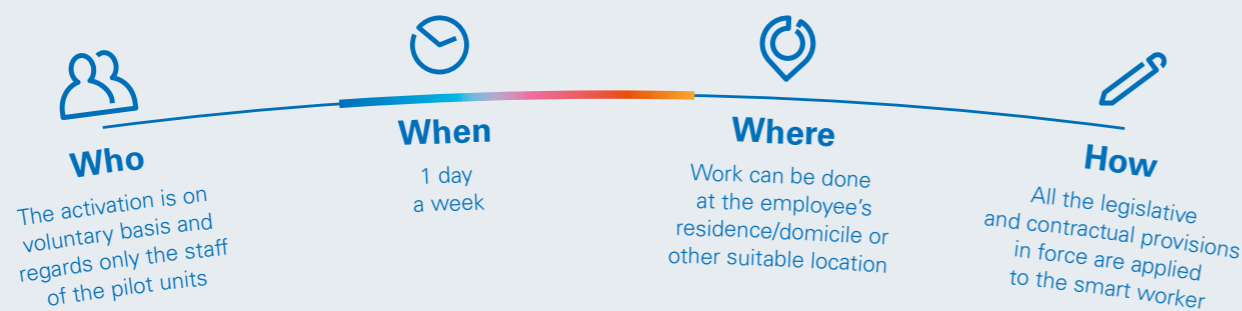 Who
The activation is on
voluntary basis and
regards only the staff
of the pilot units
When
1 day
a week
Where
Work can be done
at the employee's
residence/domicile or
other suitable location
How
All the legislative
and contractual provisions
in force are applied
to the smart worker